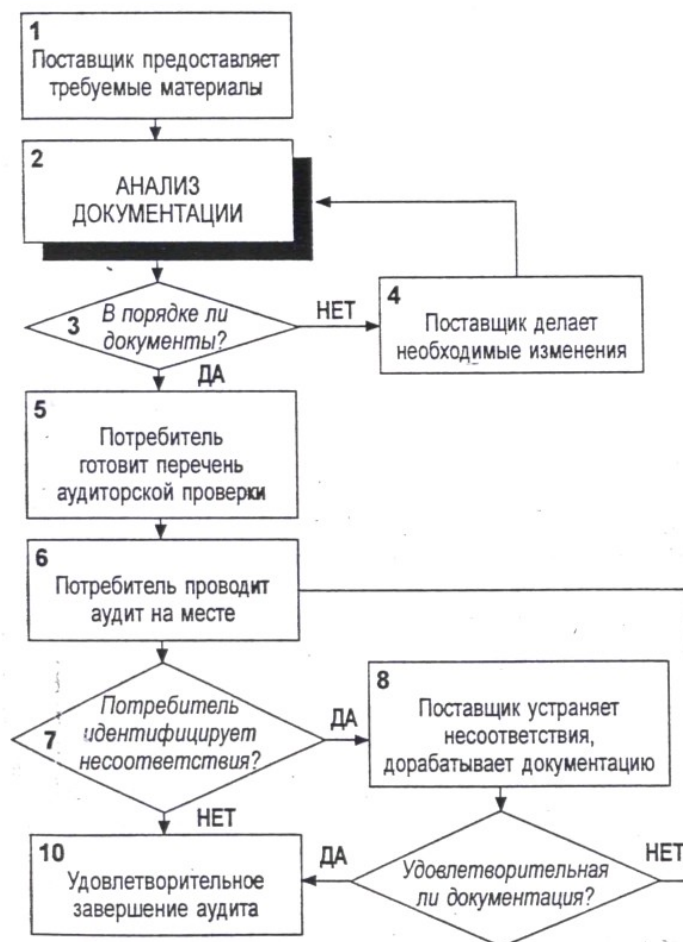 1
Поставщик предоставляет
требуемые материалы
2
АНАЛИЗ
ДОКУМЕНТАЦИИ
3 В порядке ли
документы?
НЕТ
4
Поставщик делает
необходимые изменения
ДА
5
Потребитель
готовит перечень
аудиторской проверки
6
Потребитель проводит
аудит на месте
Потребитель
7 идентифицирует
несоответствия?
ДА
8
Поставщик устраняет
несоответствия,
дорабатывает документацию
НЕТ
10
Удовлетворительное
завершение аудита
ДА
Удовлетворительная
ли документация?
НЕТ